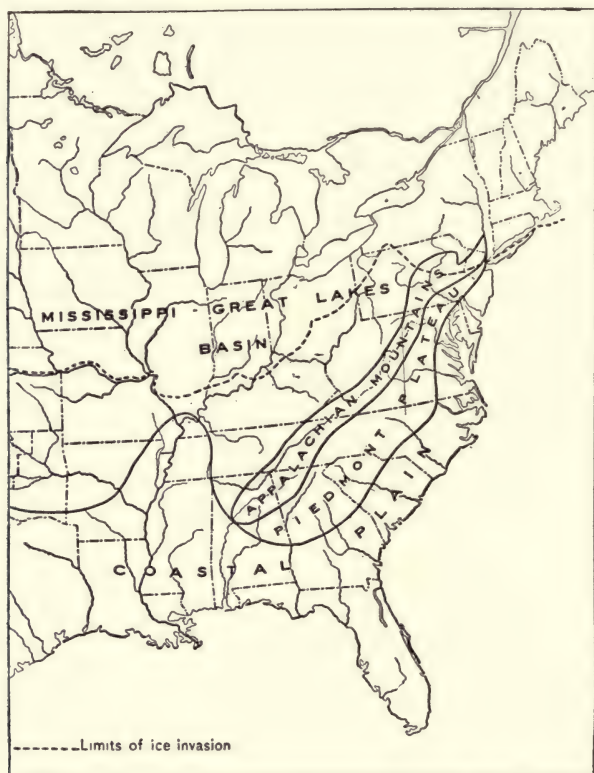 MISSISSIPPI - GREAT LAKES
BASIN
APPALACHIAN - MOUNTAINS
PIEDMONT PLATEAU
COASTAL PLAIN
Limits of ice invasion